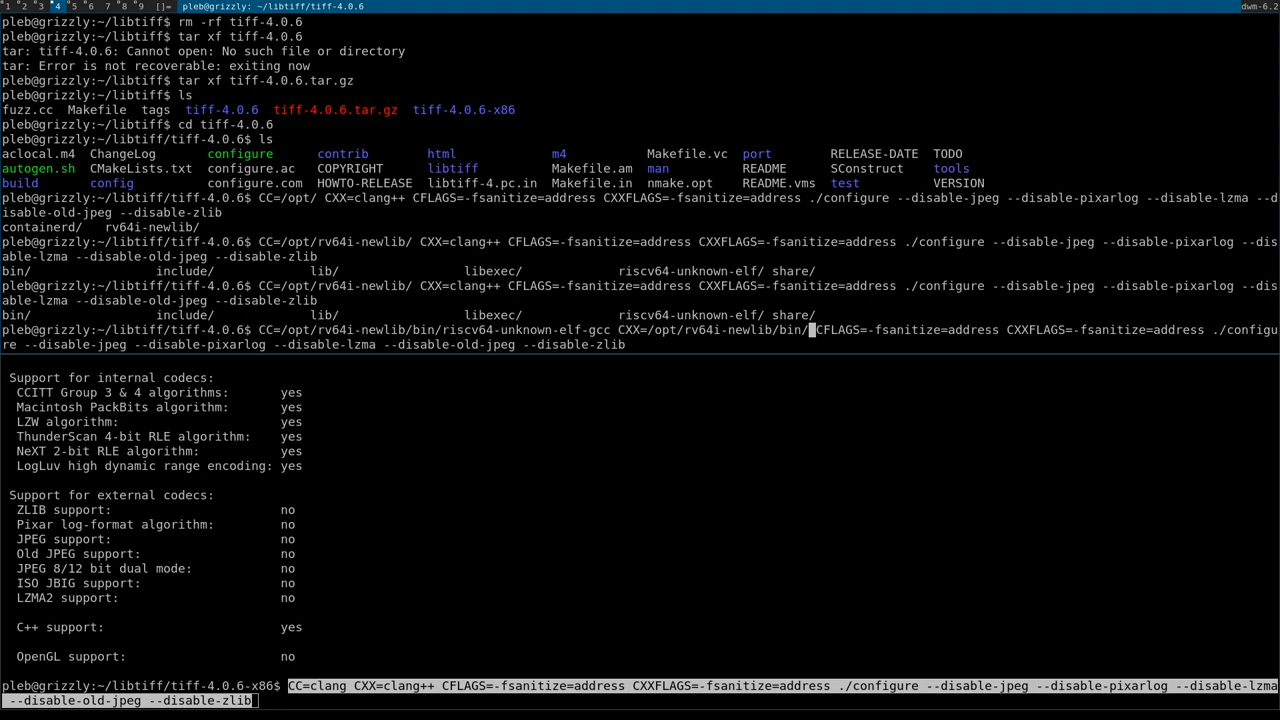 1 2 3 4 5 6 7 8 9 []= pleb@grizzly: ~/libtiff/tiff-4.0.6 dwm-6.2
pleb@grizzly:~/libtiff$ rm -rf tiff-4.0.6
pleb@grizzly:~/libtiff$ tar xf tiff-4.0.6
tar: tiff-4.0.6: Cannot open: No such file or directory
tar: Error is not recoverable: exiting now
pleb@grizzly:~/libtiff$ tar xf tiff-4.0.6.tar.gz
pleb@grizzly:~/libtiff$ ls
fuzz.cc Makefile tags tiff-4.0.6 tiff-4.0.6.tar.gz tiff-4.0.6-x86
pleb@grizzly:~/libtiff$ cd tiff-4.0.6
pleb@grizzly:~/libtiff/tiff-4.0.6$ ls
aclocal.m4 ChangeLog configure contrib html m4 Makefile.vc port RELEASE-DATE TODO
autogen.sh CMakeLists.txt configure.ac COPYRIGHT libtiff Makefile.am man README SConstruct tools
build config configure.com HOWTO-RELEASE libtiff-4.pc.in Makefile.in nmake.opt README.vms test VERSION
pleb@grizzly:~/libtiff/tiff-4.0.6$ CC=/opt/ CXX=clang++ CFLAGS=-fsanitize=address CXXFLAGS=-fsanitize=address ./configure --disable-jpeg --disable-pixarlog --disable-lzma --d
isable-old-jpeg --disable-zlib
containerd/ rv64i-newlib/
pleb@grizzly:~/libtiff/tiff-4.0.6$ CC=/opt/rv64i-newlib/ CXX=clang++ CFLAGS=-fsanitize=address CXXFLAGS=-fsanitize=address ./configure --disable-jpeg --disable-pixarlog --dis
able-lzma --disable-old-jpeg --disable-zlib
bin/ include/ lib/ libexec/ riscv64-unknown-elf/ share/
pleb@grizzly:~/libtiff/tiff-4.0.6$ CC=/opt/rv64i-newlib/ CXX=clang++ CFLAGS=-fsanitize=address CXXFLAGS=-fsanitize=address ./configure --disable-jpeg --disable-pixarlog --dis
able-lzma --disable-old-jpeg --disable-zlib
bin/ include/ lib/ libexec/ riscv64-unknown-elf/ share/
pleb@grizzly:~/libtiff/tiff-4.0.6$ CC=/opt/rv64i-newlib/bin/riscv64-unknown-elf-gcc CXX=/opt/rv64i-newlib/bin/ CFLAGS=-fsanitize=address CXXFLAGS=-fsanitize=address ./configu
re --disable-jpeg --disable-pixarlog --disable-lzma --disable-old-jpeg --disable-zlib
Support for internal codecs:
CCITT Group 3 & 4 algorithms: yes
Macintosh PackBits algorithm: yes
LZW algorithm: yes
ThunderScan 4-bit RLE algorithm: yes
NeXT 2-bit RLE algorithm: yes
LogLuv high dynamic range encoding: yes
Support for external codecs:
ZLIB support: no
Pixar log-format algorithm: no
JPEG support: no
Old JPEG support: no
JPEG 8/12 bit dual mode: no
ISO JBIG support: no
LZMA2 support: no
C++ support: yes
OpenGL support: no
pleb@grizzly:~/libtiff/tiff-4.0.6-x86$ CC=clang CXX=clang++ CFLAGS=-fsanitize=address CXXFLAGS=-fsanitize=address ./configure --disable-jpeg --disable-pixarlog --disable-lzma
--disable-old-jpeg --disable-zlib